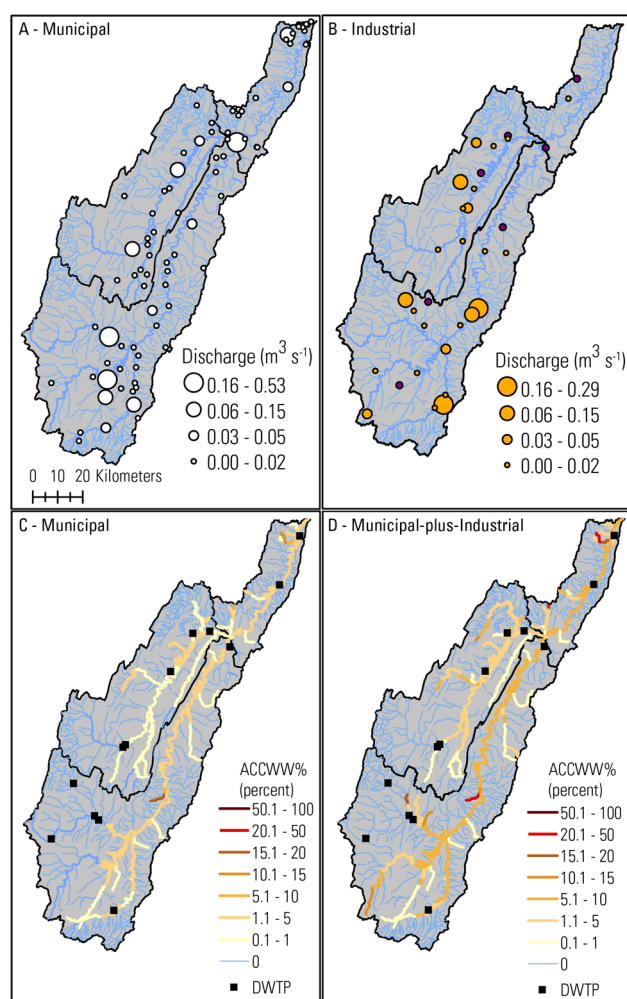 A - Municipal
Discharge (m³ s⁻¹)
0.16 - 0.53
0.06 - 0.15
0.03 - 0.05
0.00 - 0.02
0 10 20 Kilometers
B - Industrial
Discharge (m³ s⁻¹)
0.16 - 0.29
0.06 - 0.15
0.03 - 0.05
0.00 - 0.02
C - Municipal
ACCWW%
(percent)
50.1 - 100
20.1 - 50
15.1 - 20
10.1 - 15
5.1 - 10
1.1 - 5
0.1 - 1
0
DWTP
D - Municipal-plus-Industrial
ACCWW%
(percent)
50.1 - 100
20.1 - 50
15.1 - 20
10.1 - 15
5.1 - 10
1.1 - 5
0.1 - 1
0
DWTP